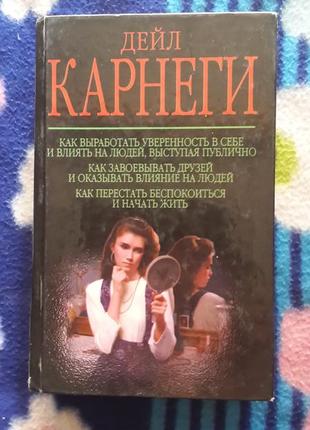 ДЕЙЛ
КАРНЕГИ
КАК ВЫРАБОТАТЬ УВЕРЕННОСТЬ В СЕБЕ
И ВЛИЯТЬ НА ЛЮДЕЙ, ВЫСТУПАЯ ПУБЛИЧНО
КАК ЗАВОЕВЫВАТЬ ДРУЗЕЙ
И ОКАЗЫВАТЬ ВЛИЯНИЕ НА ЛЮДЕЙ
КАК ПЕРЕСТАТЬ БЕСПОКОИТЬСЯ
И НАЧАТЬ ЖИТЬ